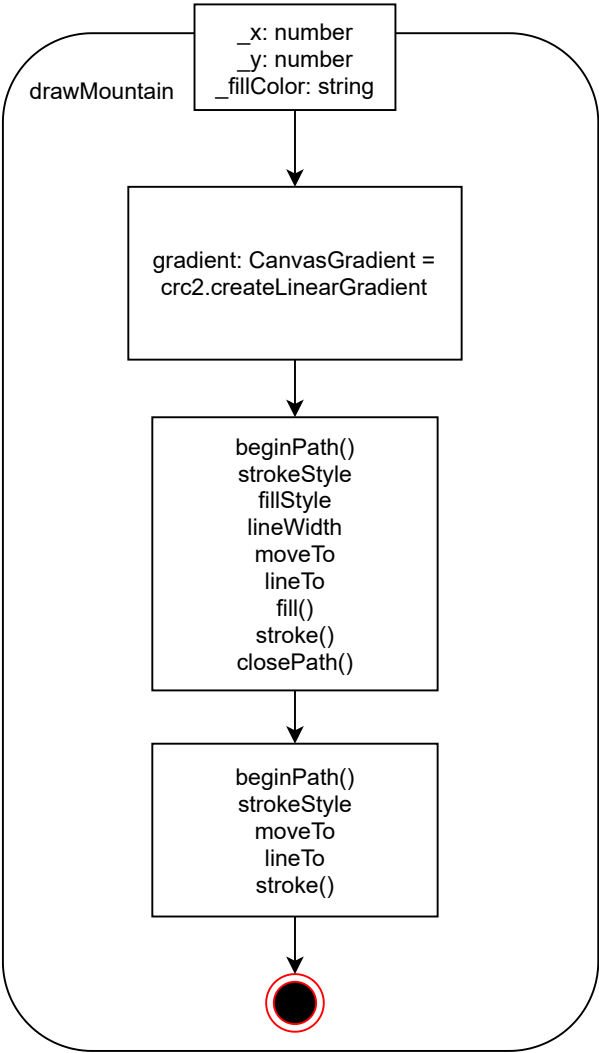 _x: number
_y: number
_fillColor: string
drawMountain
gradient: CanvasGradient =
crc2.createLinearGradient
beginPath()
strokeStyle
fillStyle
lineWidth
moveTo
lineTo
fill()
stroke()
closePath()
beginPath()
strokeStyle
moveTo
lineTo
stroke()